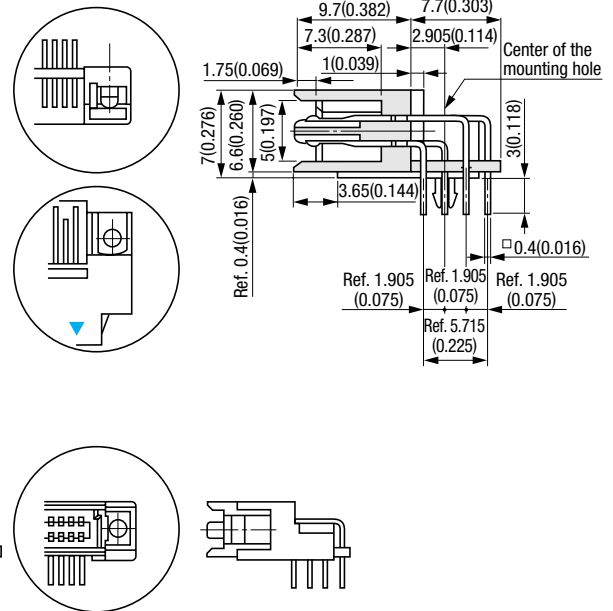 9.7(0.382)
7.7(0.303)
7.3(0.287)
2.905(0.114)
Center of the
mounting hole
1.75(0.069)
1(0.039)
7(0.276)
6.6(0.260)
5(0.197)
3(0.118)
3.65(0.144)
Ref. 0.4(0.016)
□0.4(0.016)
Ref. 1.905
(0.075)
Ref. 1.905
(0.075)
Ref. 1.905
(0.075)
Ref. 5.715
(0.225)